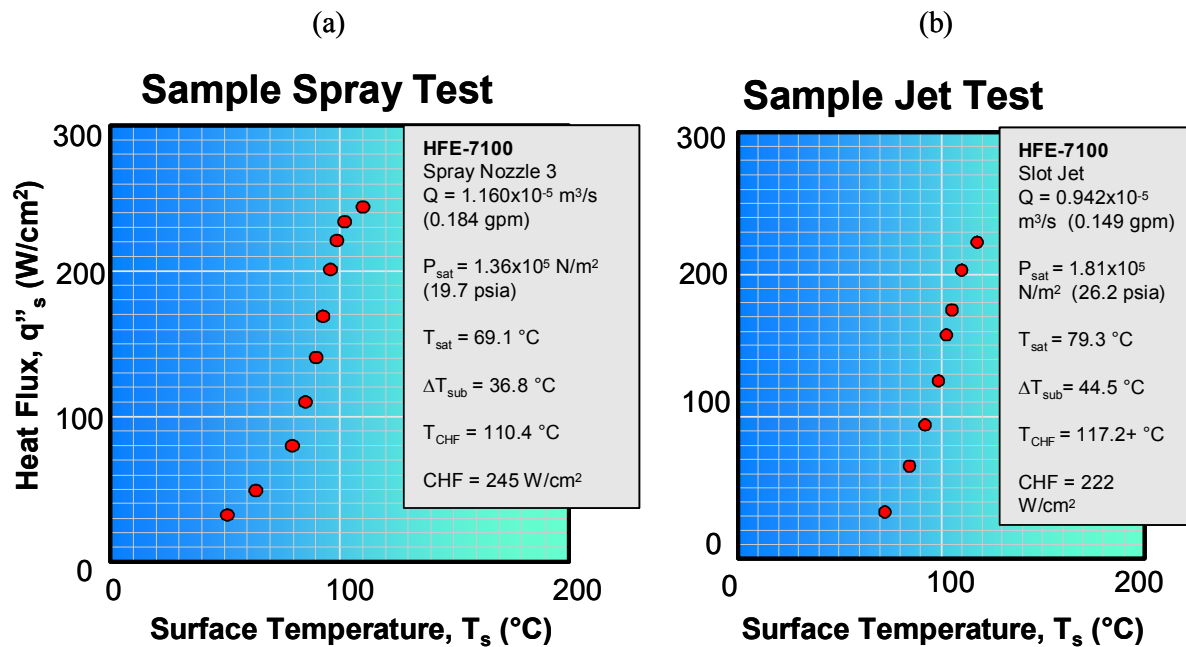 (a)
Sample Spray Test
300
200
100
0
0
100
200
Heat Flux, q”s (W/cm²)
Surface Temperature, Ts (°C)
HFE-7100
Spray Nozzle 3
Q = 1.160x10⁻⁵ m³/s
(0.184 gpm)
Psat = 1.36x10⁵ N/m²
(19.7 psia)
Tsat = 69.1 °C
ΔTsub = 36.8 °C
TCHF = 110.4 °C
CHF = 245 W/cm²
(b)
Sample Jet Test
300
200
100
0
0
100
200
Surface Temperature, Ts (°C)
HFE-7100
Slot Jet
Q = 0.942x10⁻⁵
m³/s (0.149 gpm)
Psat = 1.81x10⁵
N/m² (26.2 psia)
Tsat = 79.3 °C
ΔTsub = 44.5 °C
TCHF = 117.2+ °C
CHF = 222
W/cm²